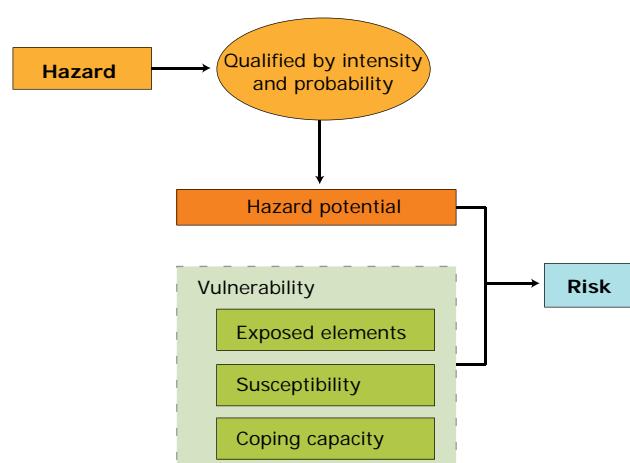 Hazard
Qualified by intensity
and probability
Hazard potential
Vulnerability
Exposed elements
Susceptibility
Coping capacity
Risk